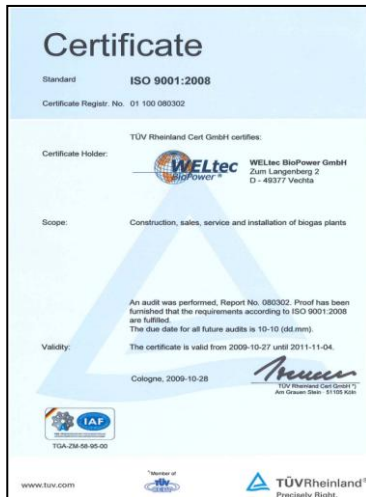 Certificate
Standard ISO 9001:2008
Certificate Registr. No. 01 100 080302
TÜV Rheinland Cert GmbH certifies:
Certificate Holder:
WELtec
BioPower ®
WELtec BioPower GmbH
Zum Langenberg 2
D - 49377 Vechta
Scope: Construction, sales, service and installation of biogas plants
An audit was performed, Report No. 080302. Proof has been
furnished that the requirements according to ISO 9001:2008
are fulfilled.
The due date for all future audits is 10-10 (dd.mm).
Validity: The certificate is valid from 2009-10-27 until 2011-11-04.
Cologne, 2009-10-28
TÜV Rheinland Cert GmbH *)
Am Grauen Stein · 51105 Köln
IAF
TGA-ZM-58-95-00
www.tuv.com
*) Member of
TÜV
CERT
TÜVRheinland®
Precisely Right.